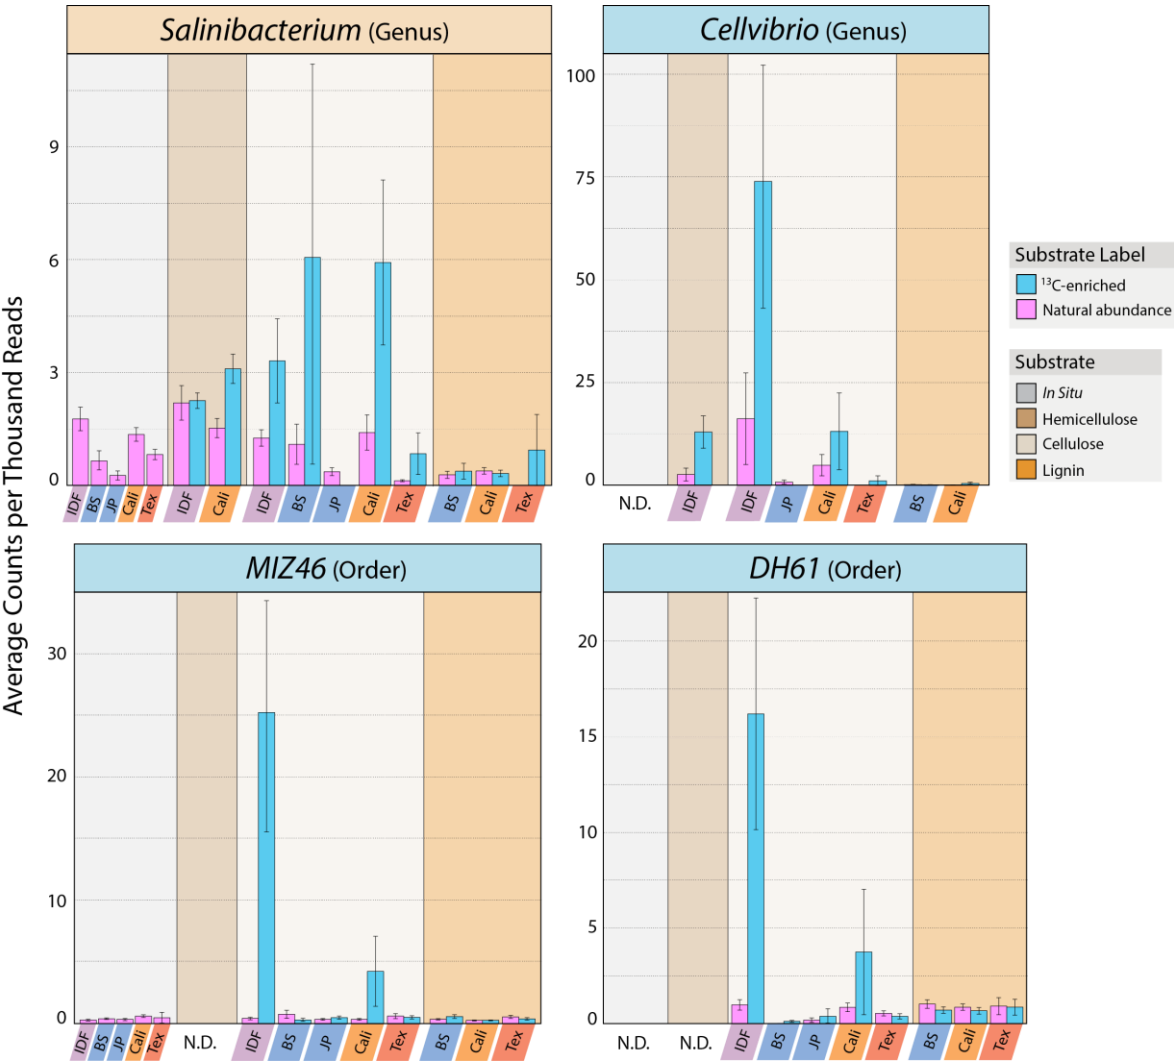 Average Counts per Thousand Reads
Salinibacterium (Genus)
9
6
3
0
IDF BS JP Cali Tex IDF Cali IDF BS JP Cali Tex BS Cali Tex
Cellvibrio (Genus)
100
75
50
25
0
N.D. IDF IDF JP Cali Tex BS Cali
Substrate Label
¹³C-enriched
Natural abundance
Substrate
In Situ
Hemicellulose
Cellulose
Lignin
MIZ46 (Order)
30
20
10
0
IDF BS JP Cali Tex N.D. IDF BS JP Cali Tex BS Cali Tex
DH61 (Order)
20
15
10
5
0
N.D. N.D. IDF BS JP Cali Tex BS Cali Tex